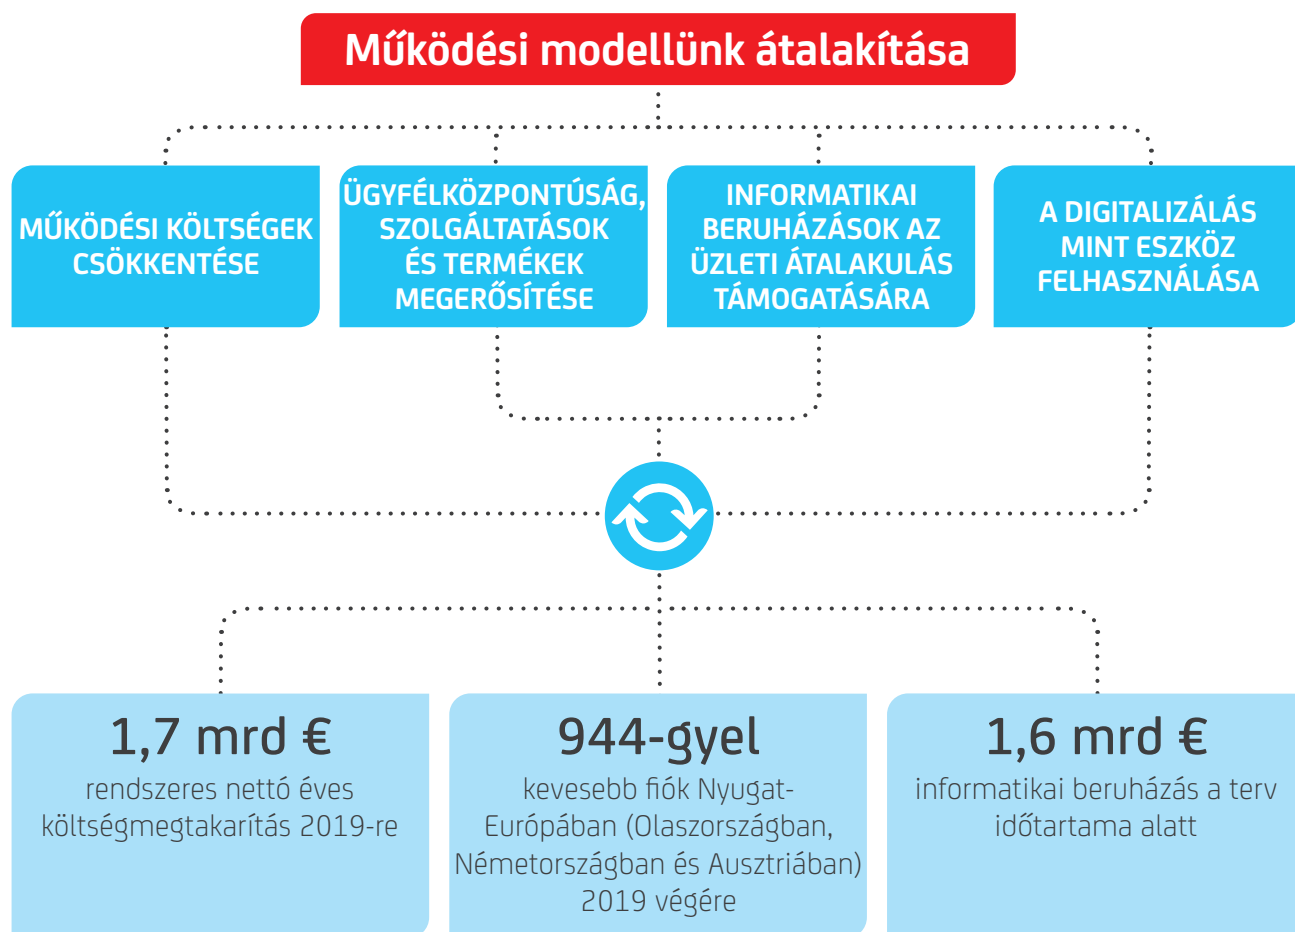 Működési modellünk átalakítása
MŰKÖDÉSI KÖLTSÉGEK
CSÖKKENTÉSE
ÜGYFÉLKÖZPONTÚSÁG,
SZOLGÁLTATÁSOK
ÉS TERMÉKEK
MEGERŐSÍTÉSE
INFORMATIKAI
BERUHÁZÁSOK AZ
ÜZLETI ÁTALAKULÁS
TÁMOGATÁSÁRA
A DIGITALIZÁLÁS
MINT ESZKÖZ
FELHASZNÁLÁSA
1,7 mrd €
rendszeres nettó éves
költségmegtakarítás 2019-re
944-gyel
kevesebb fiók Nyugat-
Európában (Olaszországban,
Németországban és Ausztriában)
2019 végére
1,6 mrd €
informatikai beruházás a terv
időtartama alatt